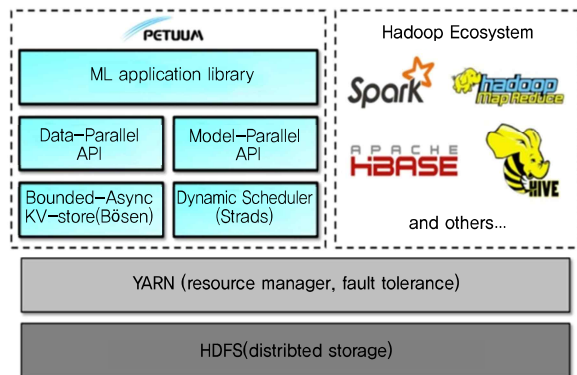 PETUUM
ML application library
Data-Parallel
API
Model-Parallel
API
Bounded-Async
KV-store(Bösen)
Dynamic Scheduler
(Strads)
Hadoop Ecosystem
Spark
hadoop
Map Reduce
APACHE
HBASE
HIVE
and others...
YARN (resource manager, fault tolerance)
HDFS(distribted storage)